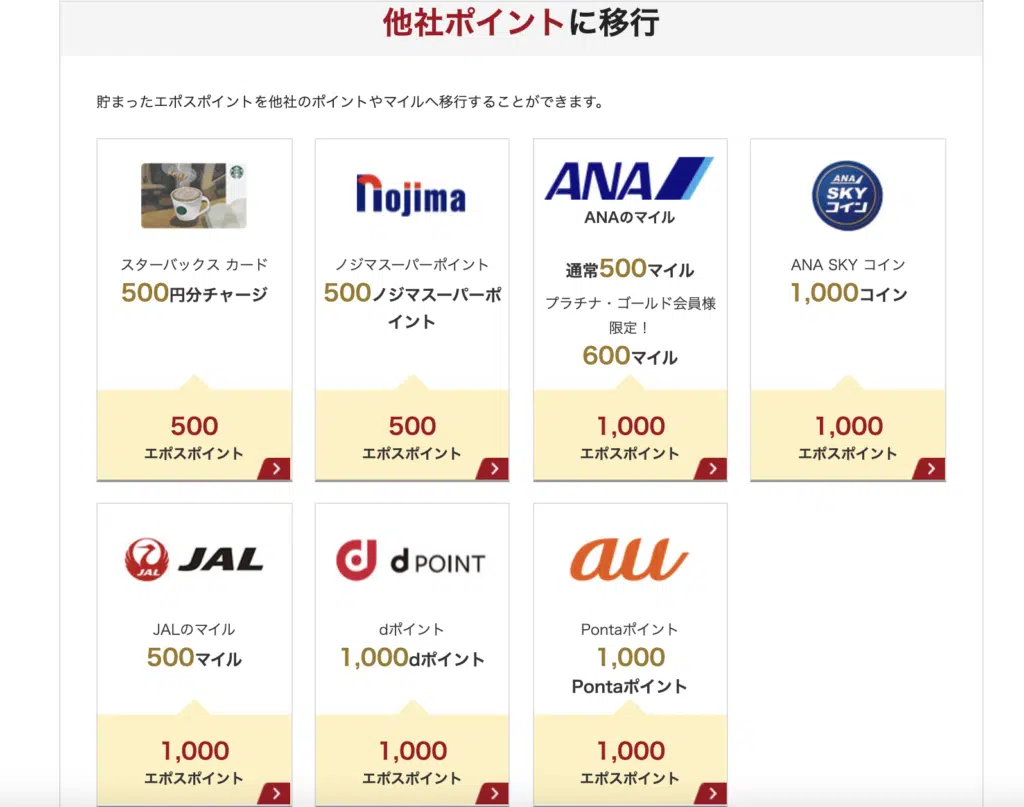 他社ポイントに移行
貯まったエポスポイントを他社のポイントやマイルへ移行することができます。
スターバックス カード
500円分チャージ
500
エポスポイント
nojima
ノジマスーパーポイント
500ノジマスーパーポ
イント
500
エポスポイント
ANA
ANAのマイル
通常500マイル
プラチナ・ゴールド会員様
限定！
600マイル
1,000
エポスポイント
ANA
SKY
コイン
ANA SKY コイン
1,000コイン
1,000
エポスポイント
JAL
JAL
JALのマイル
500マイル
1,000
エポスポイント
d
d POINT
dポイント
1,000dポイント
1,000
エポスポイント
au
Pontaポイント
1,000
Pontaポイント
1,000
エポスポイント